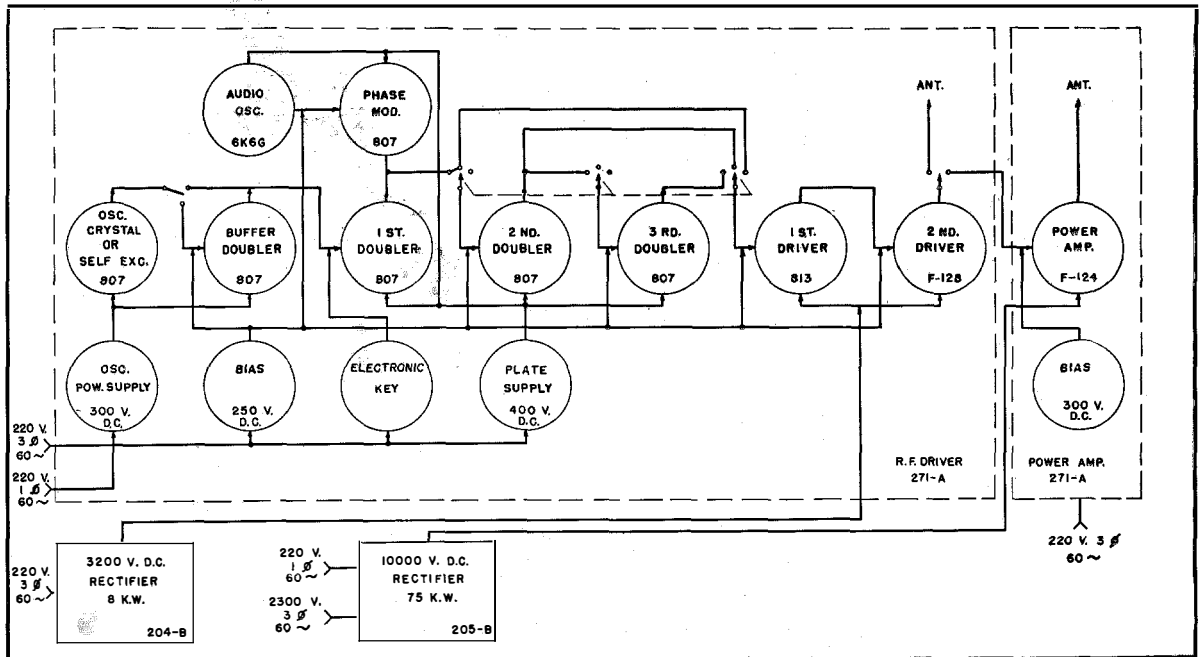 AUDIO
OSC.
6K6G
PHASE
MOD.
807
ANT.
ANT.
OSC.
CRYSTAL
OR
SELF EXC.
807
BUFFER
DOUBLER
807
1 ST.
DOUBLER
807
2 ND.
DOUBLER
807
3 RD.
DOUBLER
807
1 ST.
DRIVER
813
2 ND.
DRIVER
F-128
POWER
AMP.
F-124
OSC.
POW. SUPPLY
300 V.
D.C.
BIAS
250 V.
D.C.
ELECTRONIC
KEY
PLATE
SUPPLY
400 V.
D.C.
BIAS
300 V.
D.C.
220 V.
3 Ø
60 ~
220 V.
1 Ø
60 ~
R.F. DRIVER
271-A
POWER AMP.
271-A
220 V. 3 Ø
60 ~
220 V.
3 Ø
60 ~
3200 V. D.C.
RECTIFIER
8 K.W.
204-B
220 V.
1 Ø
60 ~
2300 V.
3 Ø
60 ~
10000 V. D.C.
RECTIFIER
75 K.W.
205-B